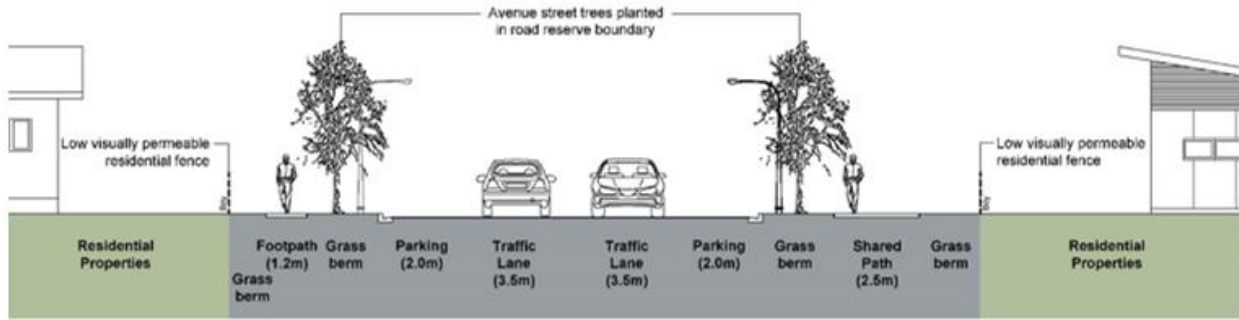 Avenue street trees planted
in road reserve boundary
Low visually permeable
residential fence
Low visually permeable
residential fence
Residential
Properties
Grass
berm
Footpath
(1.2m)
Grass
berm
Parking
(2.0m)
Traffic
Lane
(3.5m)
Traffic
Lane
(3.5m)
Parking
(2.0m)
Grass
berm
Shared
Path
(2.5m)
Grass
berm
Residential
Properties